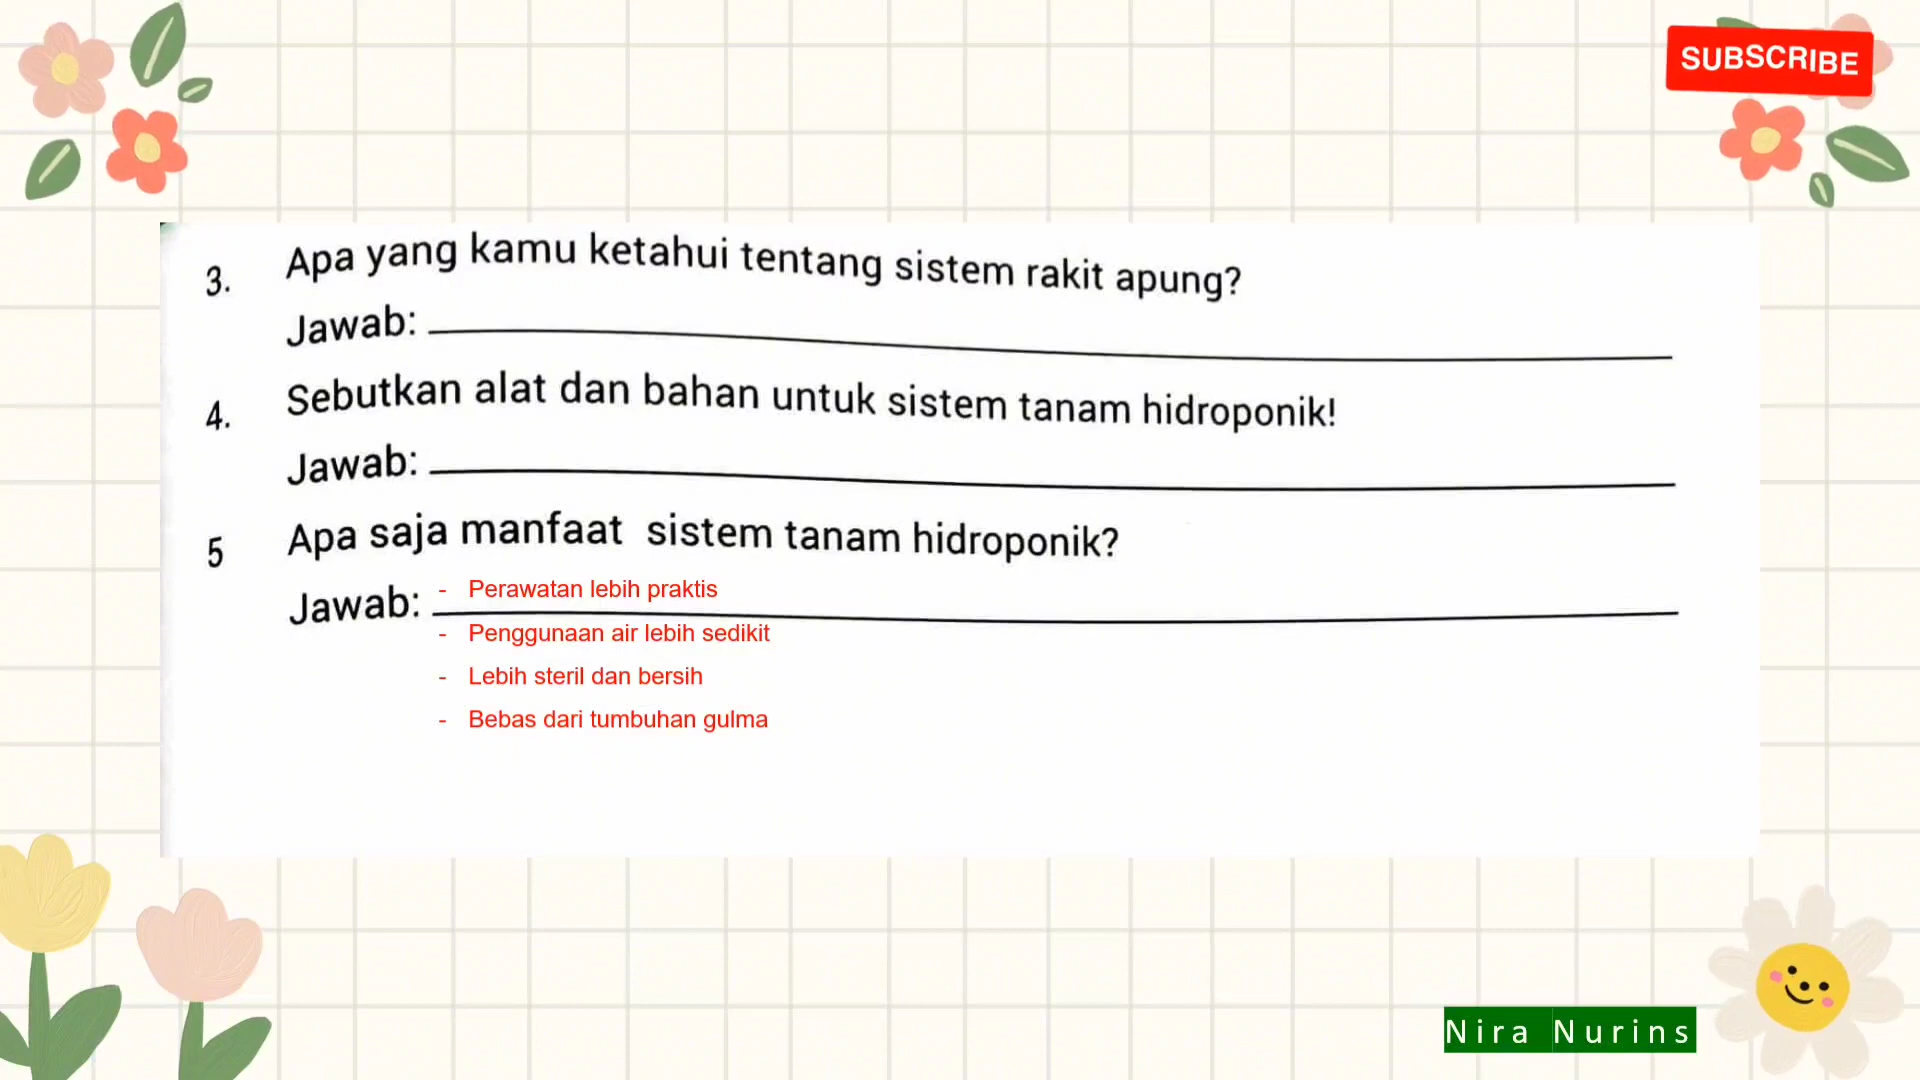 SUBSCRIBE
3. Apa yang kamu ketahui tentang sistem rakit apung?
Jawab:
4. Sebutkan alat dan bahan untuk sistem tanam hidroponik!
Jawab:
5 Apa saja manfaat sistem tanam hidroponik?
Jawab: - Perawatan lebih praktis
- Penggunaan air lebih sedikit
- Lebih steril dan bersih
- Bebas dari tumbuhan gulma
Nira Nurins